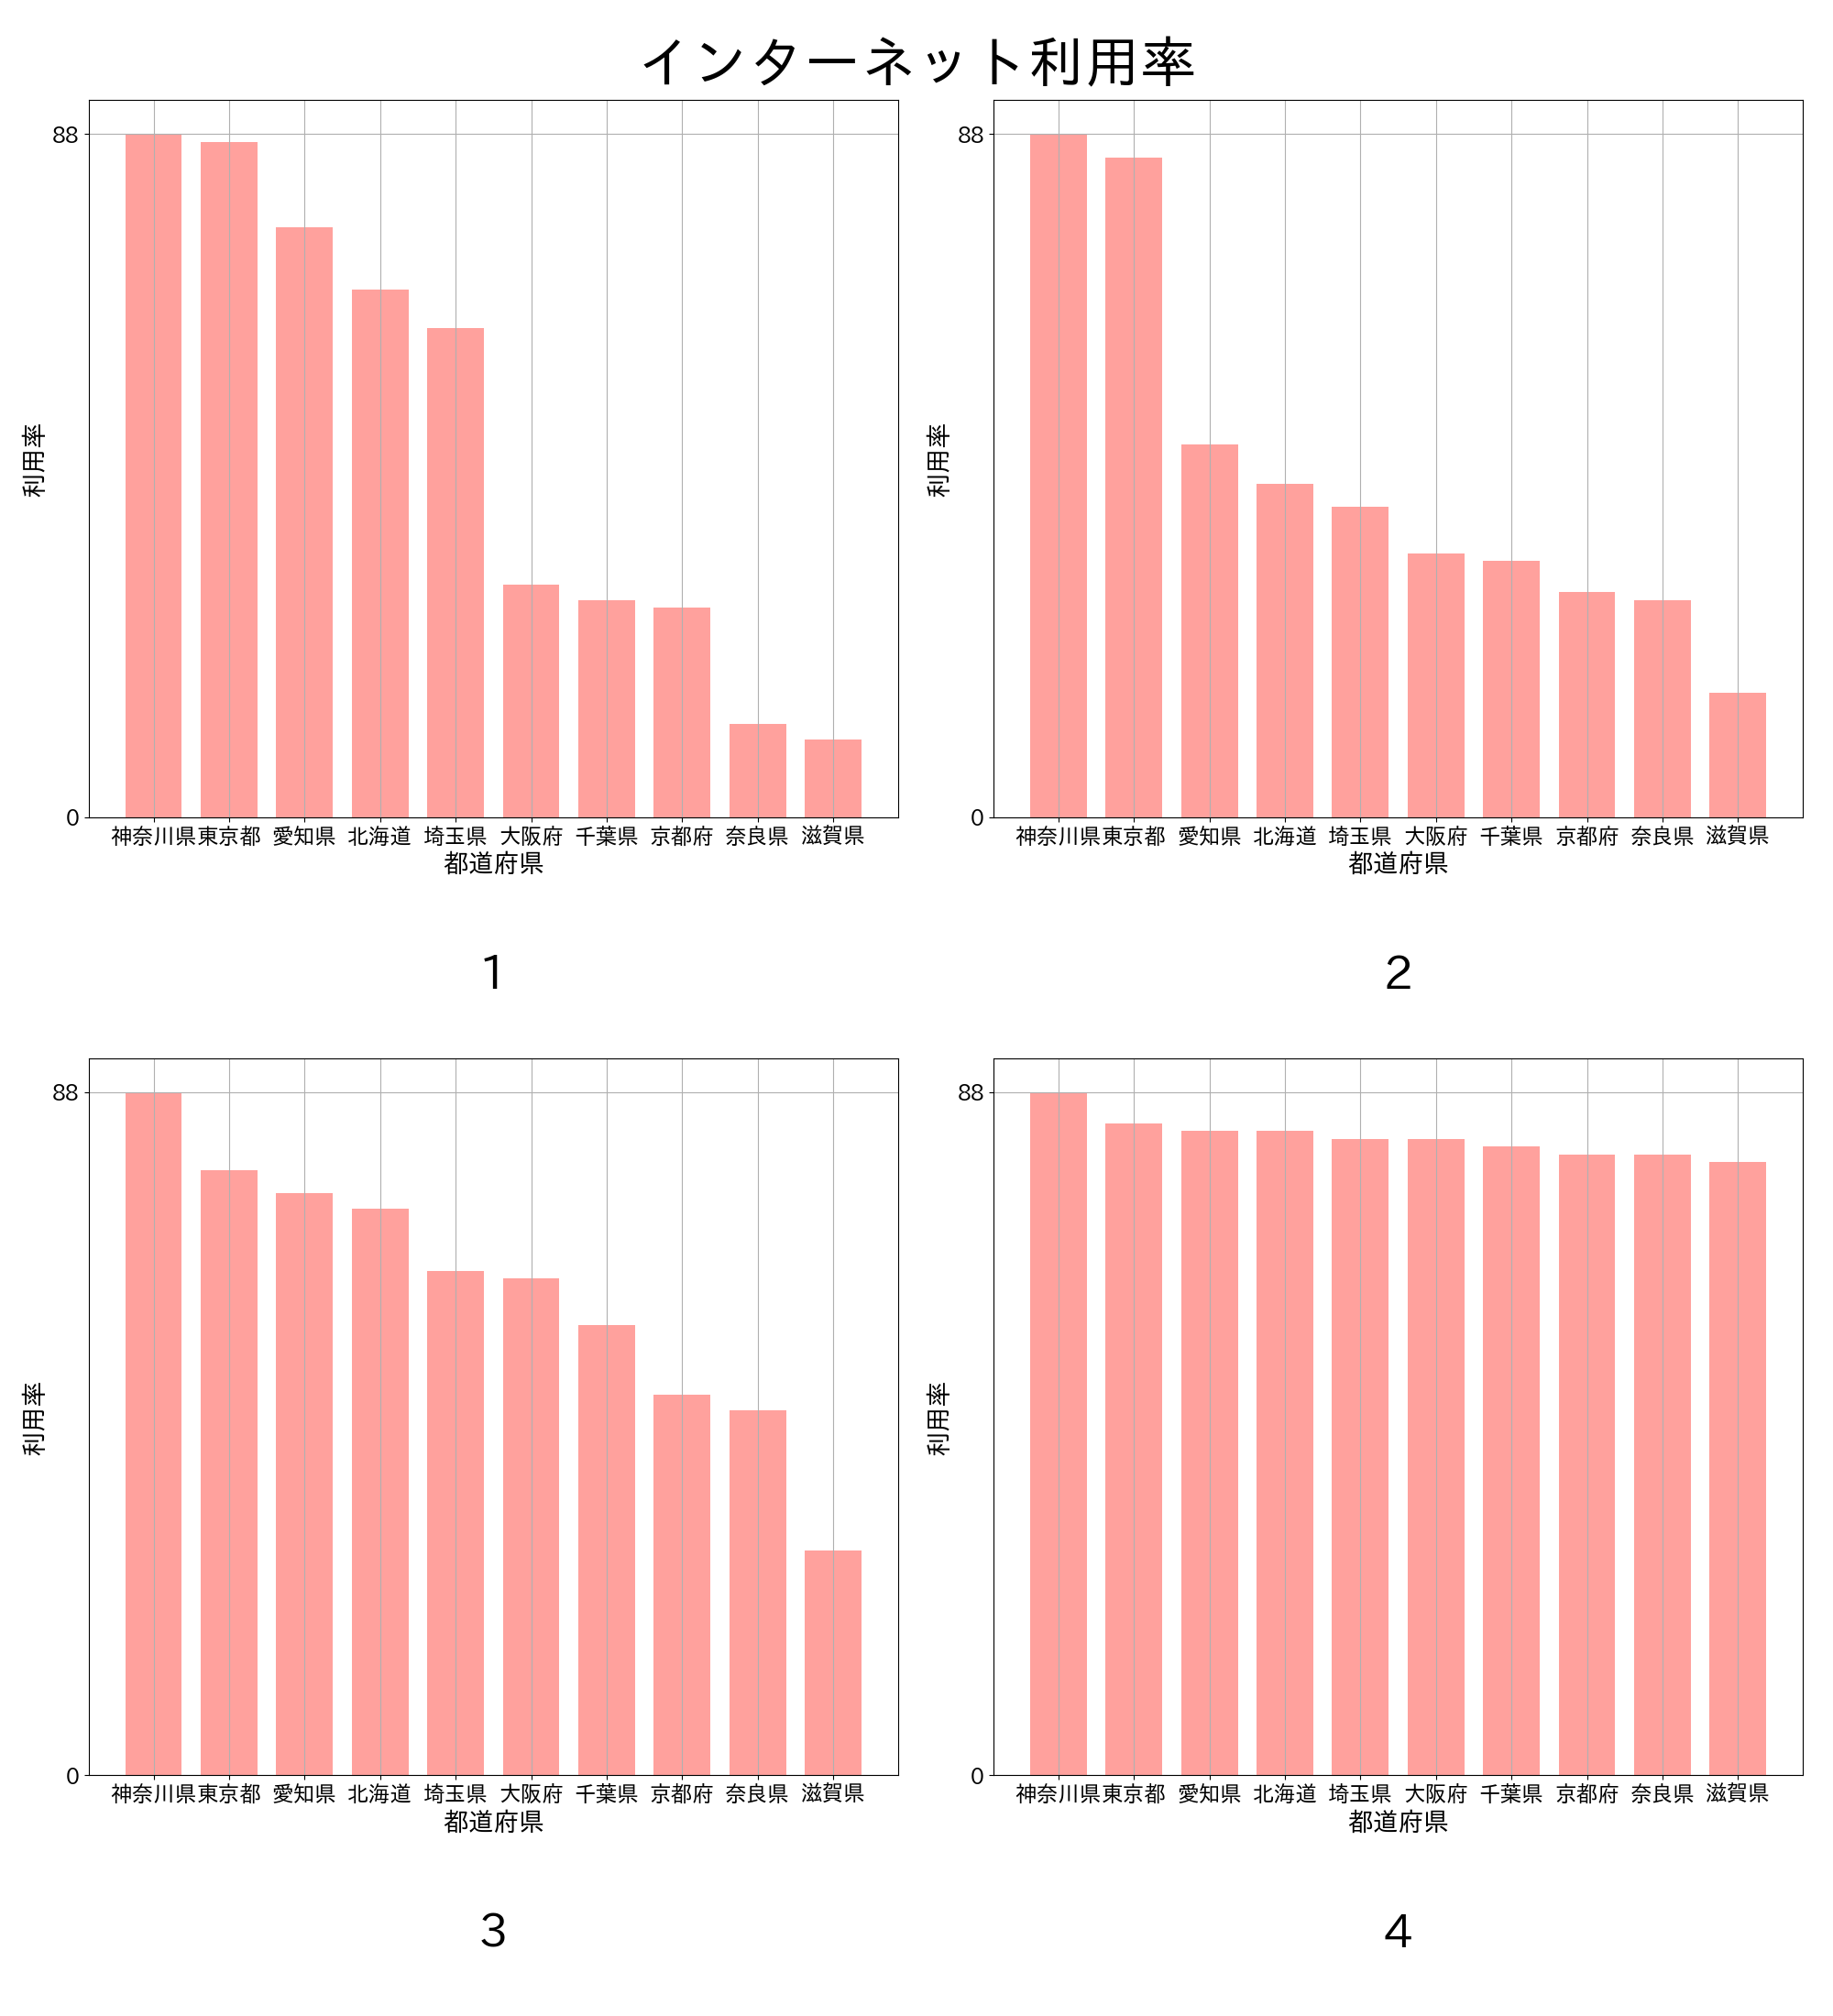 インターネット利用率
88
0
利用率
神奈川県 東京都 愛知県 北海道 埼玉県 大阪府 千葉県 京都府 奈良県 滋賀県
都道府県
1
88
0
利用率
神奈川県 東京都 愛知県 北海道 埼玉県 大阪府 千葉県 京都府 奈良県 滋賀県
都道府県
2
88
0
利用率
神奈川県 東京都 愛知県 北海道 埼玉県 大阪府 千葉県 京都府 奈良県 滋賀県
都道府県
3
88
0
利用率
神奈川県 東京都 愛知県 北海道 埼玉県 大阪府 千葉県 京都府 奈良県 滋賀県
都道府県
4